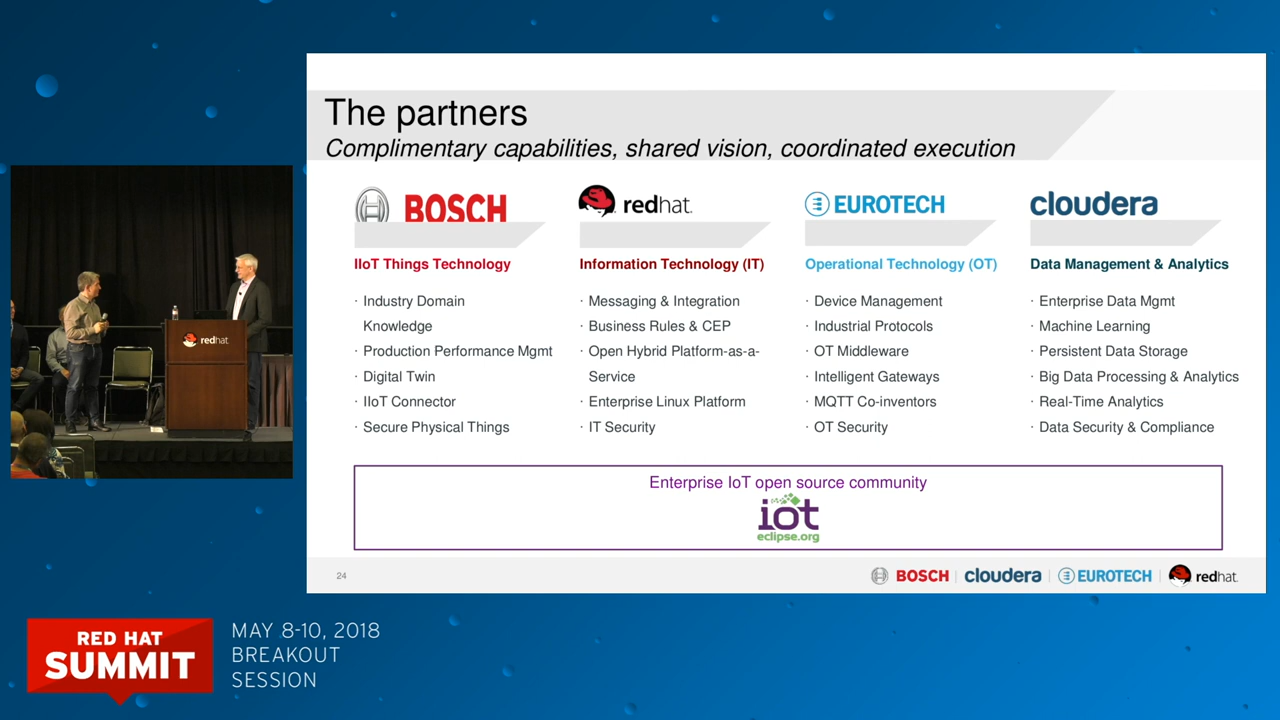 The partners
Complimentary capabilities, shared vision, coordinated execution
BOSCH
IIoT Things Technology
· Industry Domain
Knowledge
· Production Performance Mgmt
· Digital Twin
· IIoT Connector
· Secure Physical Things
redhat.
Information Technology (IT)
· Messaging & Integration
· Business Rules & CEP
· Open Hybrid Platform-as-a-
Service
· Enterprise Linux Platform
· IT Security
EUROTECH
Operational Technology (OT)
· Device Management
· Industrial Protocols
· OT Middleware
· Intelligent Gateways
· MQTT Co-inventors
· OT Security
cloudera
Data Management & Analytics
· Enterprise Data Mgmt
· Machine Learning
· Persistent Data Storage
· Big Data Processing & Analytics
· Real-Time Analytics
· Data Security & Compliance
Enterprise IoT open source community
iot
eclipse.org
24
BOSCH | cloudera | EUROTECH | redhat.
redhat.
RED HAT
SUMMIT
MAY 8-10, 2018
BREAKOUT
SESSION